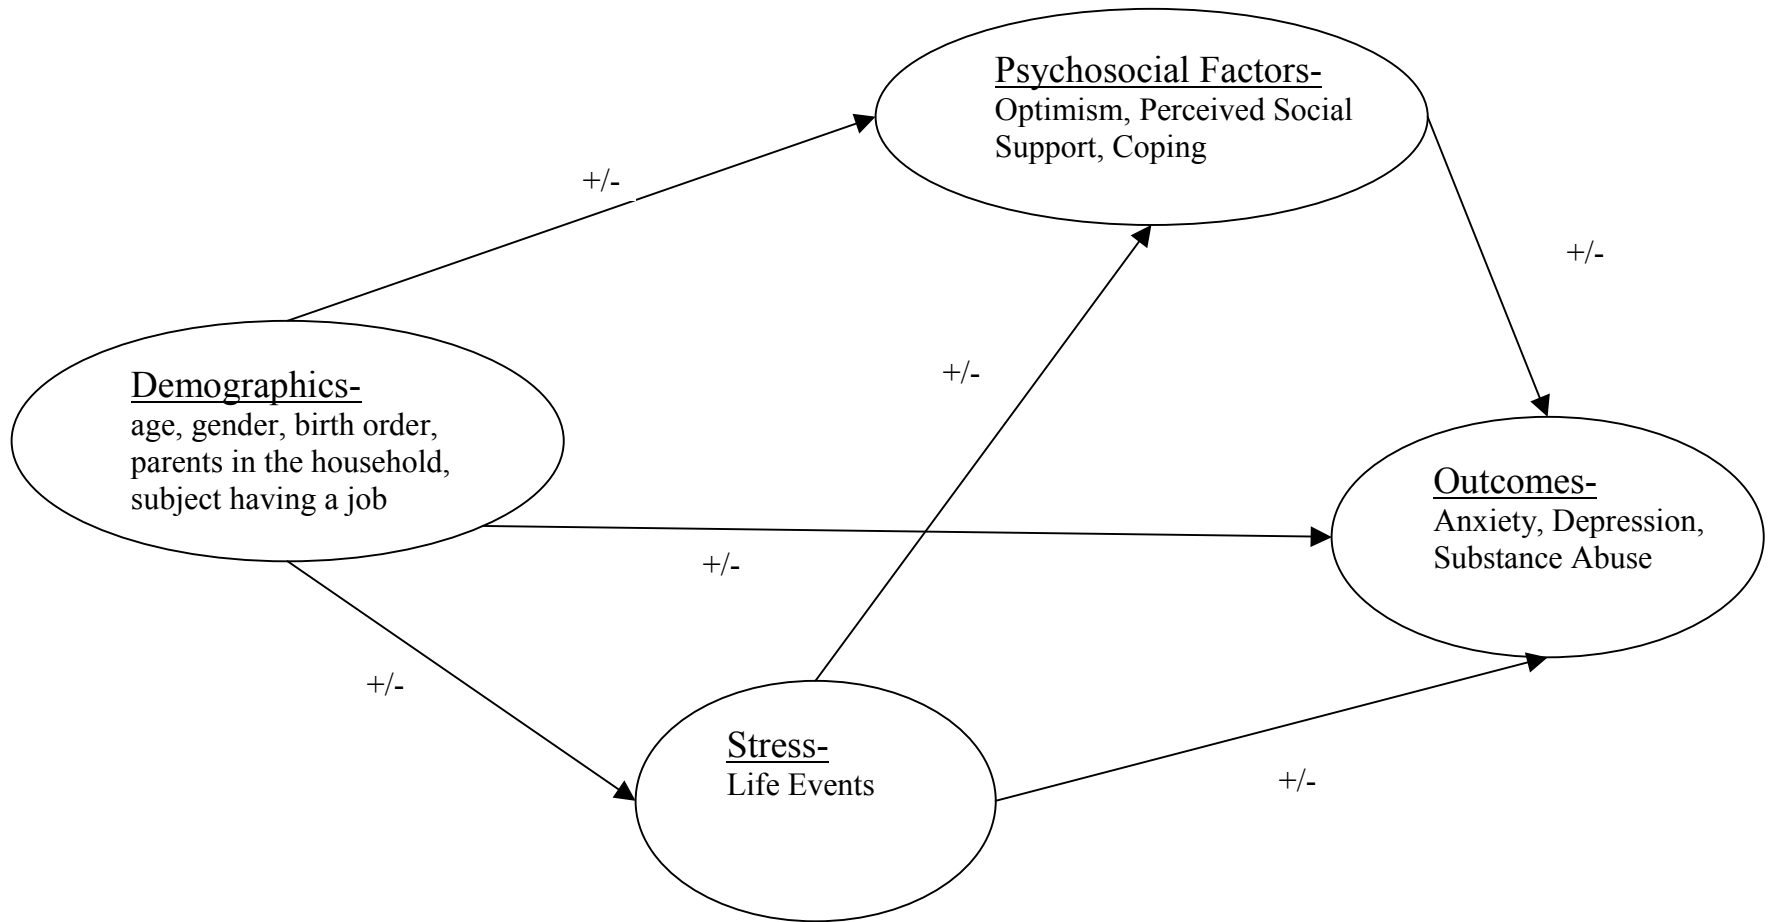 Psychosocial Factors-
Optimism, Perceived Social
Support, Coping
+/-
+/-
+/-
Demographics-
age, gender, birth order,
parents in the household,
subject having a job
Outcomes-
Anxiety, Depression,
Substance Abuse
+/-
+/-
Stress-
Life Events
+/-